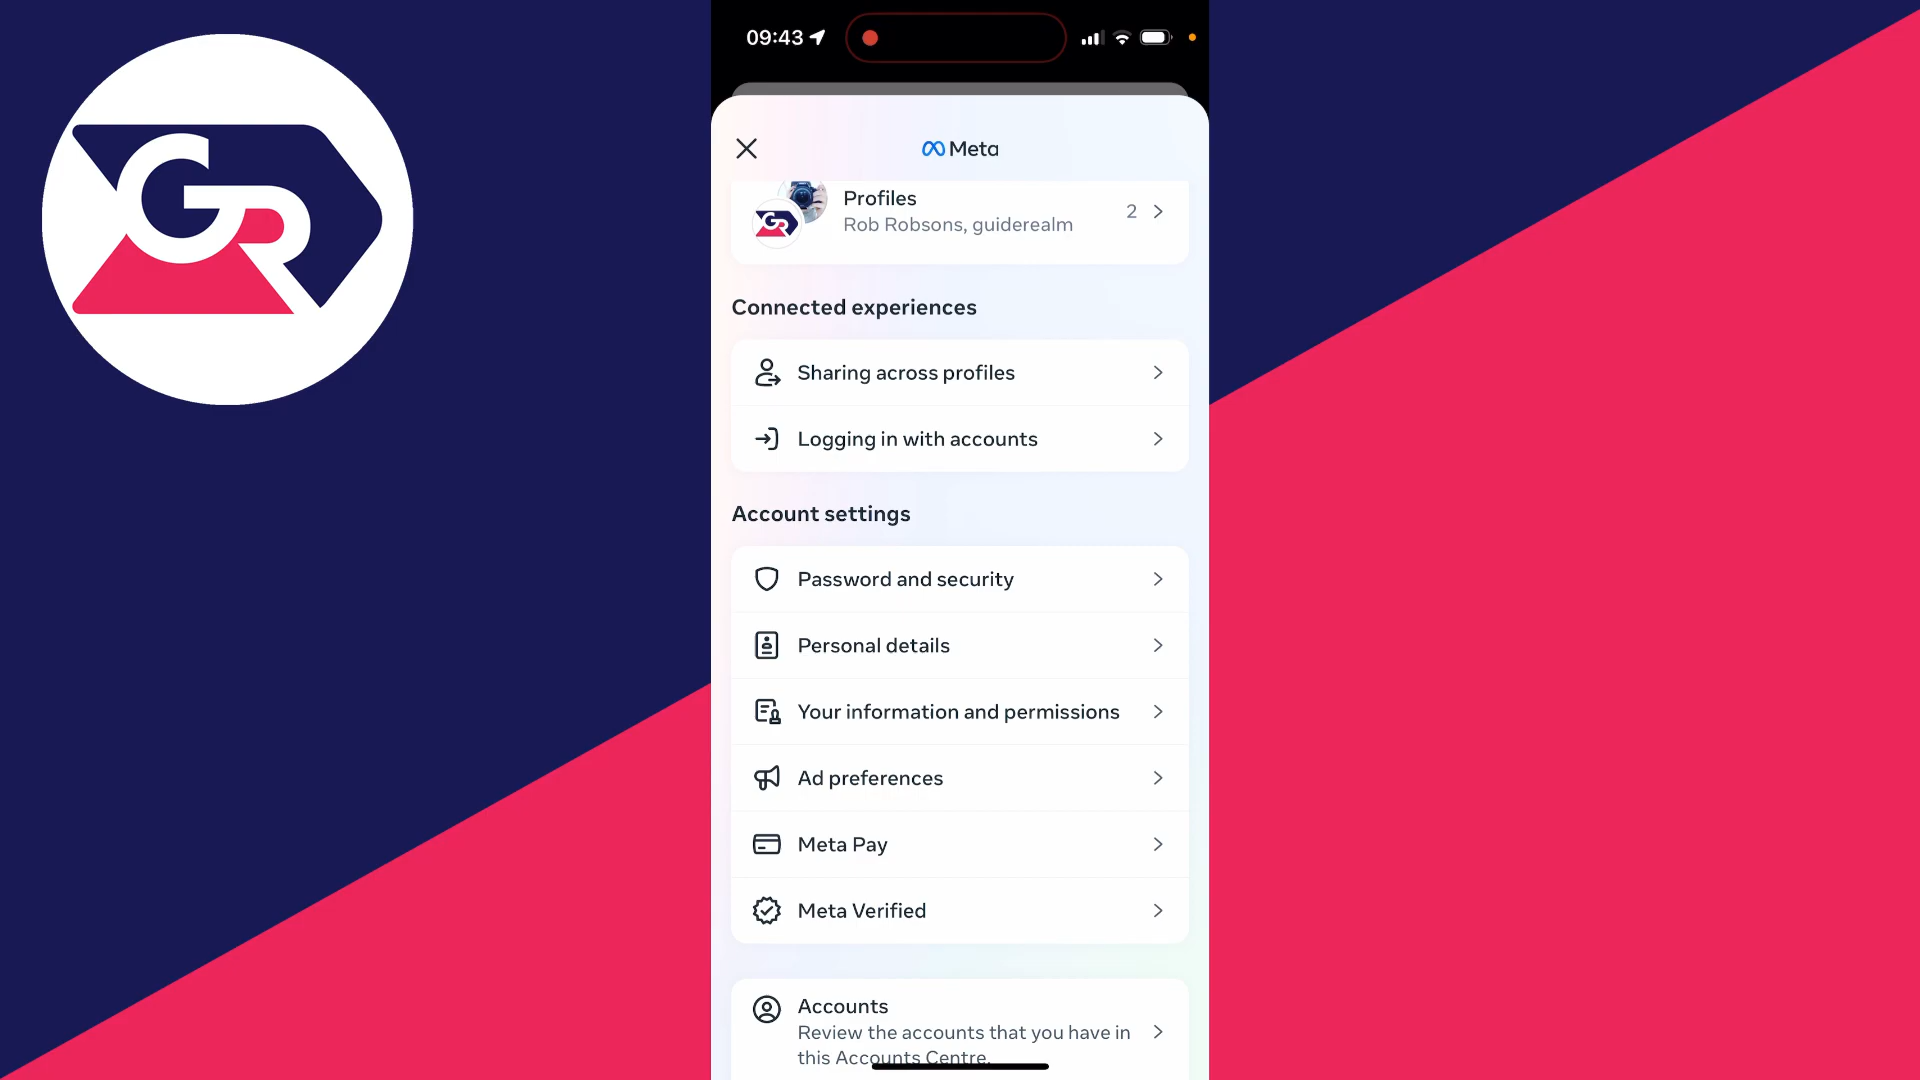 GR
09:43
Meta
GR
Profiles
Rob Robsons, guiderealm
2
Connected experiences
Sharing across profiles
Logging in with accounts
Account settings
Password and security
Personal details
Your information and permissions
Ad preferences
Meta Pay
Meta Verified
Accounts
Review the accounts that you have in
this Accounts Centre.